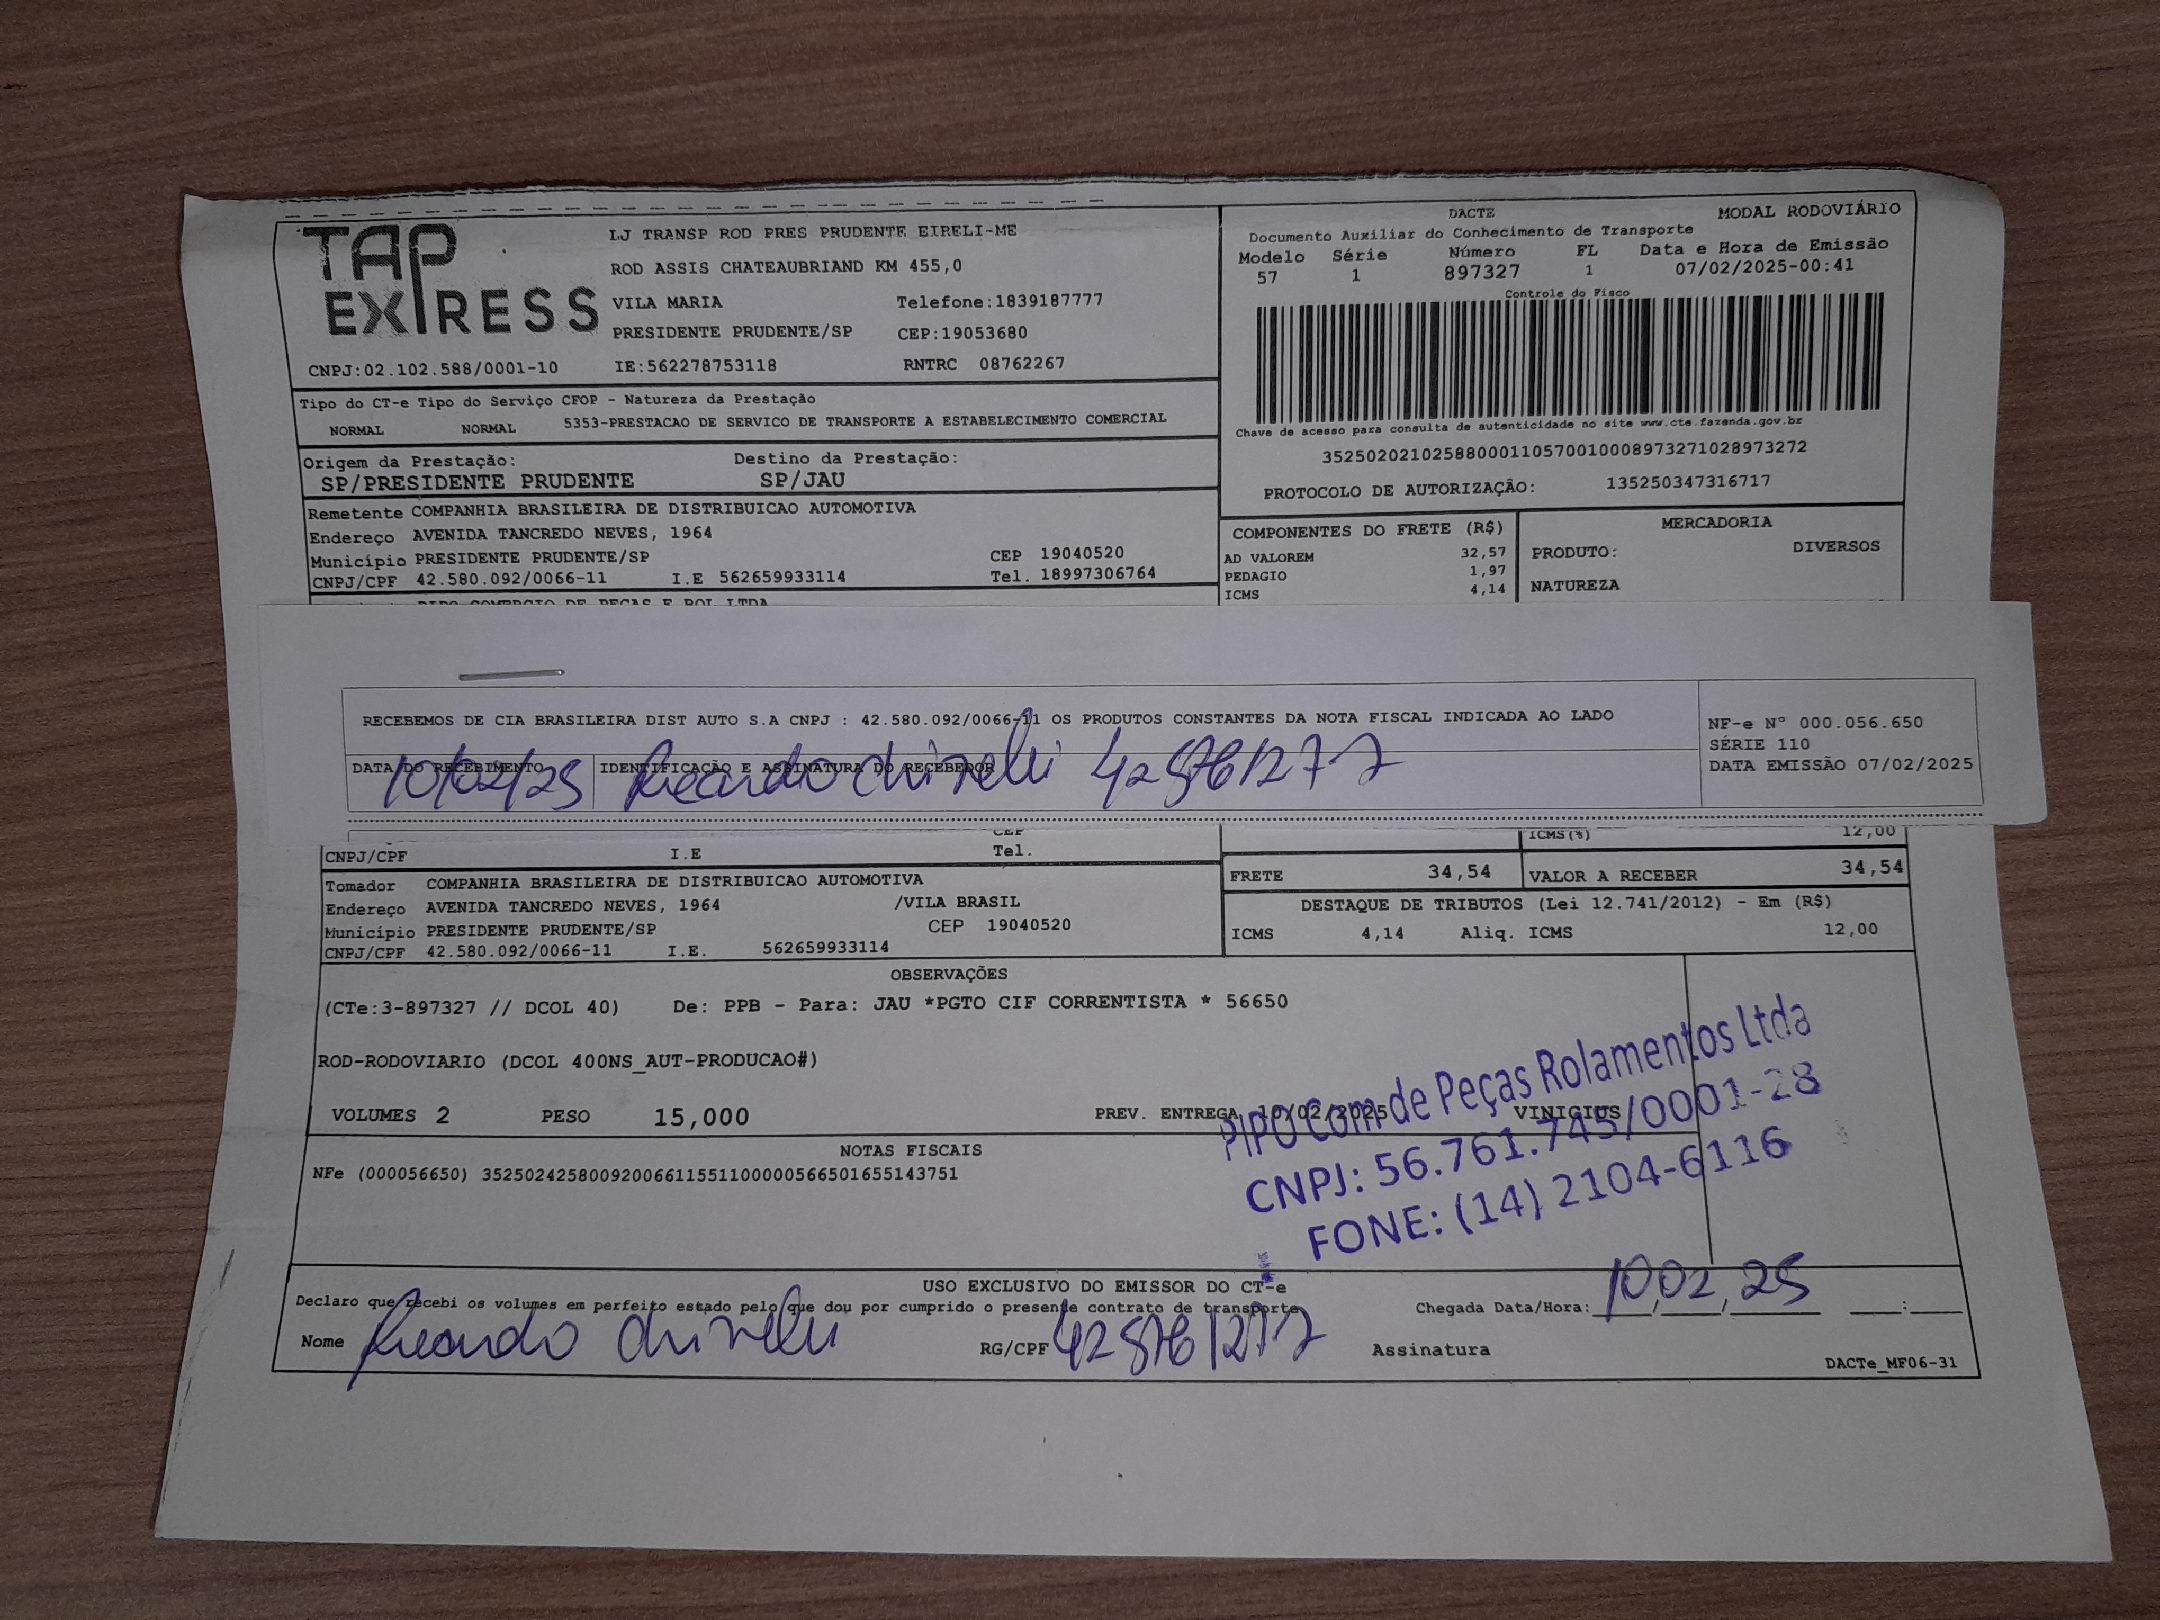 TAP EXPRESS
LJ TRANSP ROD PRES PRUDENTE EIRELI-ME
ROD ASSIS CHATEAUBRIAND KM 455,0
VILA MARIA Telefone:1839187777
PRESIDENTE PRUDENTE/SP CEP:19053680
CNPJ:02.102.588/0001-10 IE:562278753118 RNTRC 08762267
DACTE MODAL RODOVIÁRIO
Documento Auxiliar do Conhecimento de Transporte
Modelo Série Número FL Data e Hora de Emissão
57 1 897327 1 07/02/2025-00:41
Controle do Fisco
Chave de acesso para consulta de autenticidade no site www.cte.fazenda.gov.br
35250202102588000110570010008973271028973272
PROTOCOLO DE AUTORIZAÇÃO: 135250347316717
Tipo do CT-e Tipo do Serviço CFOP - Natureza da Prestação
NORMAL NORMAL 5353-PRESTACAO DE SERVICO DE TRANSPORTE A ESTABELECIMENTO COMERCIAL
Origem da Prestação: Destino da Prestação:
SP/PRESIDENTE PRUDENTE SP/JAU
Remetente COMPANHIA BRASILEIRA DE DISTRIBUICAO AUTOMOTIVA
Endereço AVENIDA TANCREDO NEVES, 1964
Município PRESIDENTE PRUDENTE/SP CEP 19040520
CNPJ/CPF 42.580.092/0066-11 I.E 562659933114 Tel. 18997306764
COMPONENTES DO FRETE (R$)
AD VALOREM 32,57
PEDAGIO 1,97
ICMS 4,14
MERCADORIA
PRODUTO: DIVERSOS
NATUREZA
PIPO COMERCIO DE PECAS E ROL LTDA
RECEBEMOS DE CIA BRASILEIRA DIST AUTO S.A CNPJ : 42.580.092/0066-11 OS PRODUTOS CONSTANTES DA NOTA FISCAL INDICADA AO LADO
DATA DO RECEBIMENTO IDENTIFICAÇÃO E ASSINATURA DO RECEBEDOR
10/02/25 Ricardo
NF-e Nº 000.056.650
SÉRIE 110
DATA EMISSÃO 07/02/2025
CEP
CNPJ/CPF I.E Tel.
ICMS(%) 12,00
FRETE 34,54 VALOR A RECEBER 34,54
Tomador COMPANHIA BRASILEIRA DE DISTRIBUICAO AUTOMOTIVA
Endereço AVENIDA TANCREDO NEVES, 1964 /VILA BRASIL
Município PRESIDENTE PRUDENTE/SP CEP 19040520
CNPJ/CPF 42.580.092/0066-11 I.E. 562659933114
DESTAQUE DE TRIBUTOS (Lei 12.741/2012) - Em (R$)
ICMS 4,14 Aliq. ICMS 12,00
OBSERVAÇÕES
(CTe:3-897327 // DCOL 40) De: PPB - Para: JAU *PGTO CIF CORRENTISTA * 56650
ROD-RODOVIARIO (DCOL 400NS_AUT-PRODUCAO#)
VOLUMES 2 PESO 15,000 PREV. ENTREGA 10/02/2025 VINICIUS
PIPO Com de Peças Rolamentos Ltda
CNPJ: 56.761.745/0001-28
FONE: (14) 2104-6116
NOTAS FISCAIS
NFe (000056650) 35250242580092006611551100000566501655143751
USO EXCLUSIVO DO EMISSOR DO CT-e
Declaro que recebi os volumes em perfeito estado pelo que dou por cumprido o presente contrato de transporte
Chegada Data/Hora: 10/02/25 __:__
Nome Ricardo RG/CPF Assinatura
DACTe_MF06-31